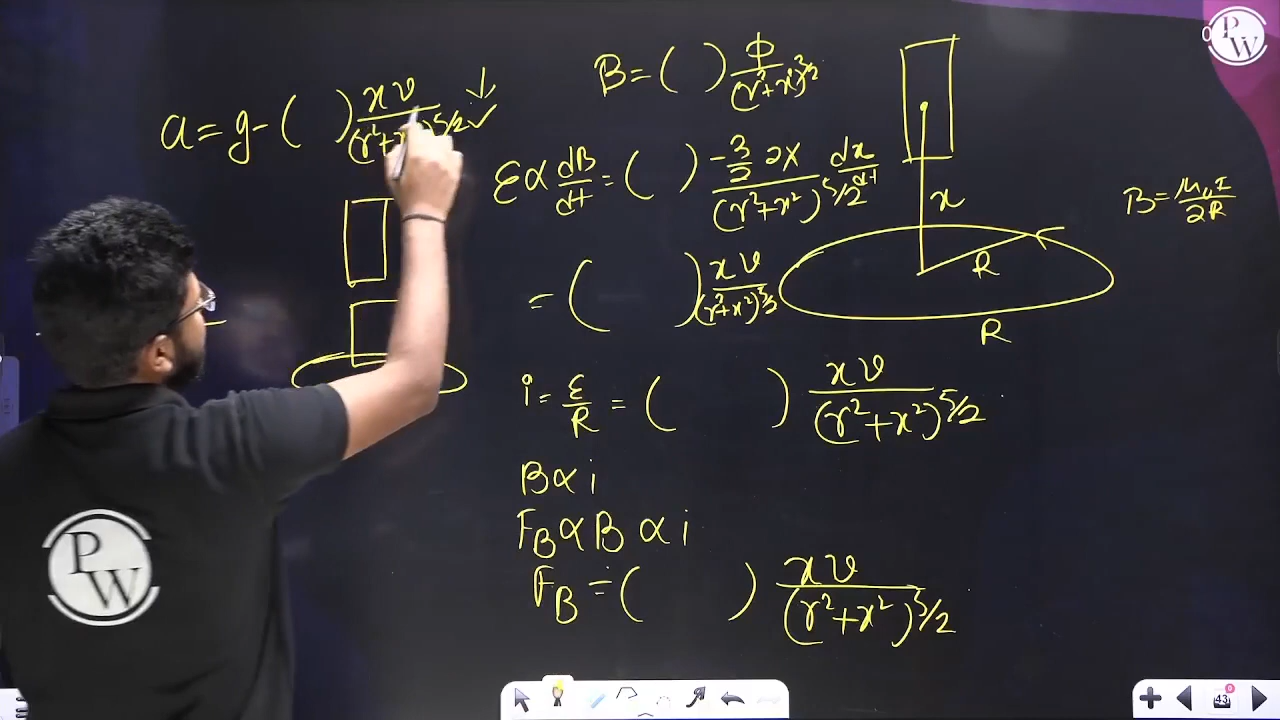 a = g - ( ) xv / (r²+x²)^5/2
B = ( ) φ / (r²+x²)^3/2
ε ∝ dB/dt = ( ) -3/2 2x / (r²+x²)^5/2 dx/dt
= ( ) xv / (r²+x²)^5/2
x
R
R
B = μ₀I / 2R
i = ε/R = ( ) xv / (r²+x²)^5/2
B ∝ i
F_B ∝ B ∝ i
F_B = ( ) xv / (r²+x²)^5/2
PW
PW
43